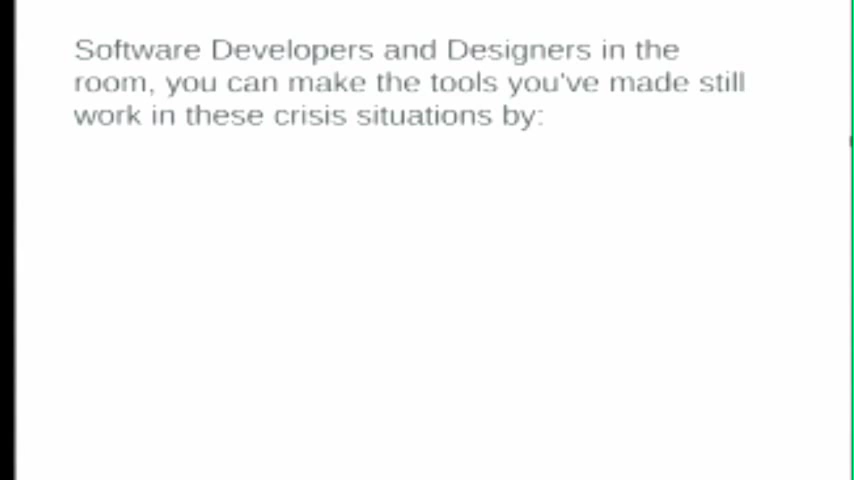 Software Developers and Designers in the
room, you can make the tools you've made still
work in these crisis situations by: